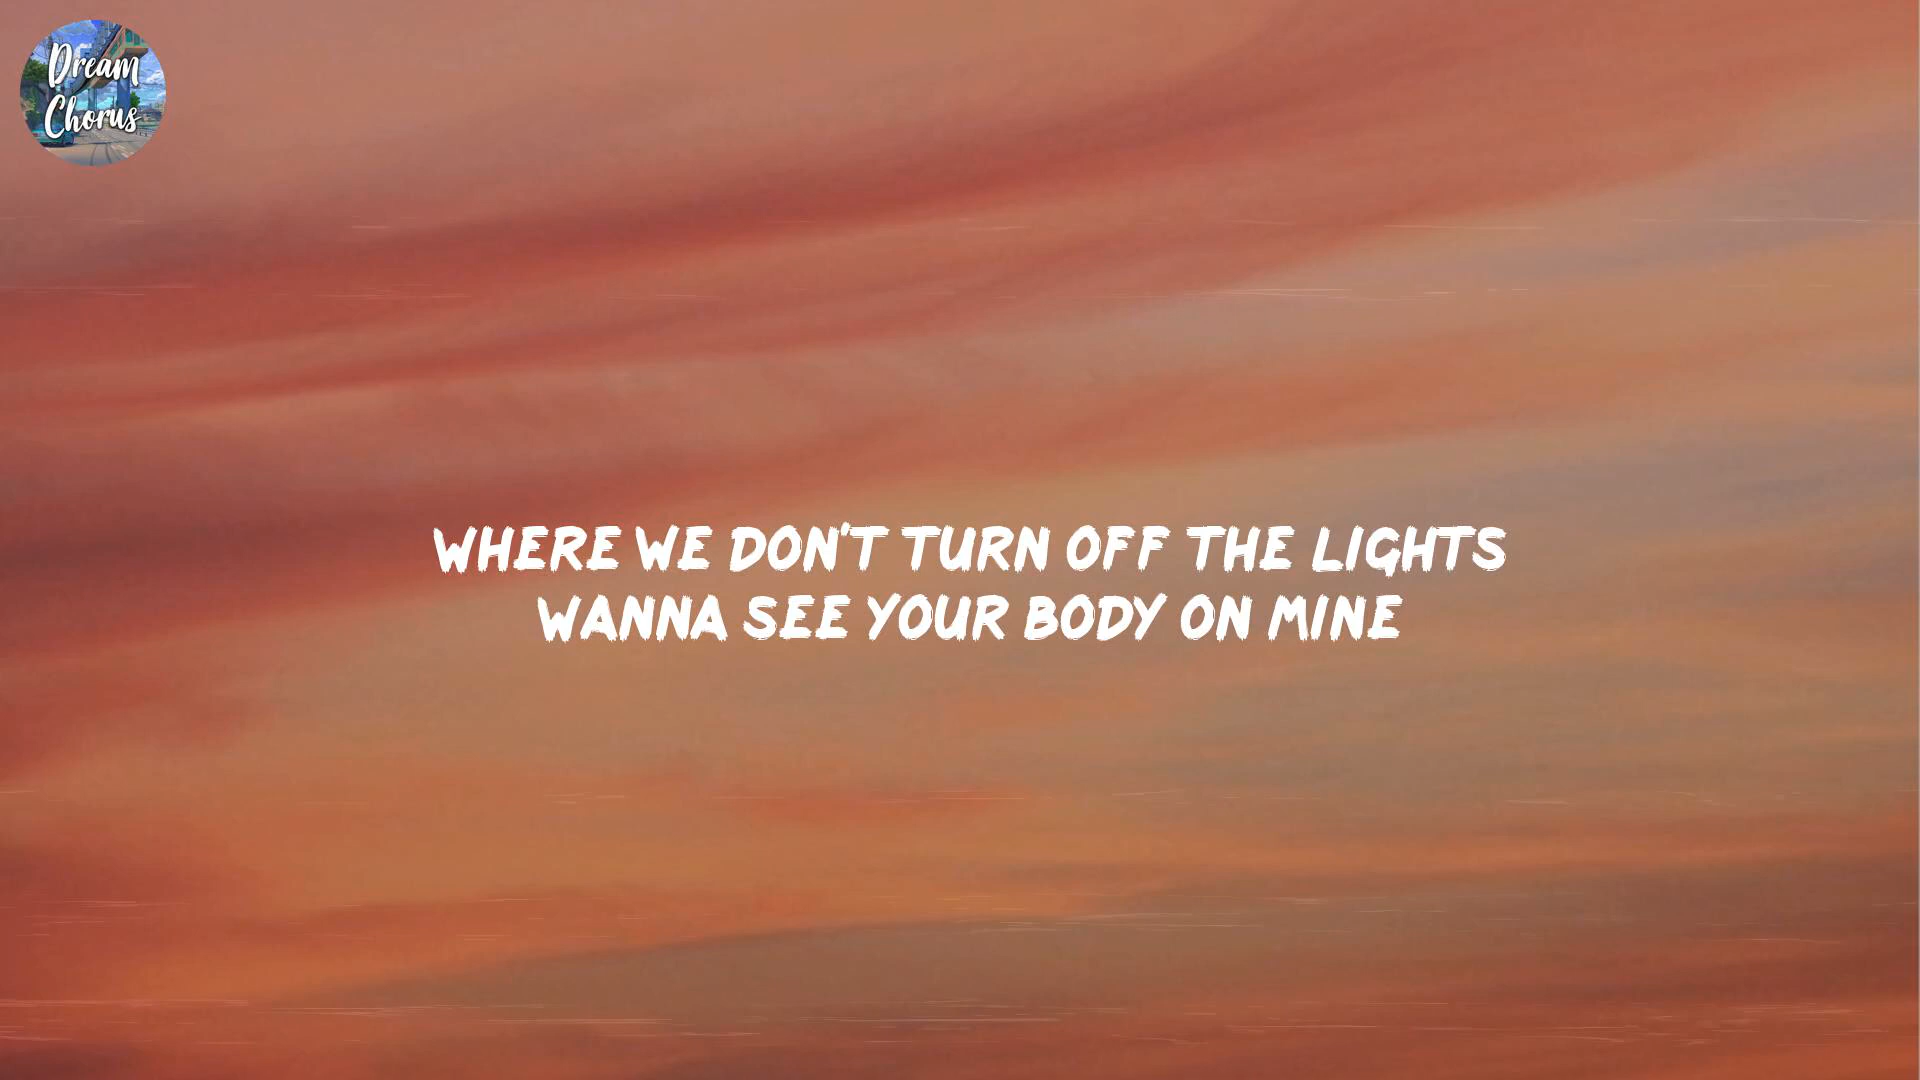 Dream
Chorus
WHERE WE DON'T TURN OFF THE LIGHTS
WANNA SEE YOUR BODY ON MINE